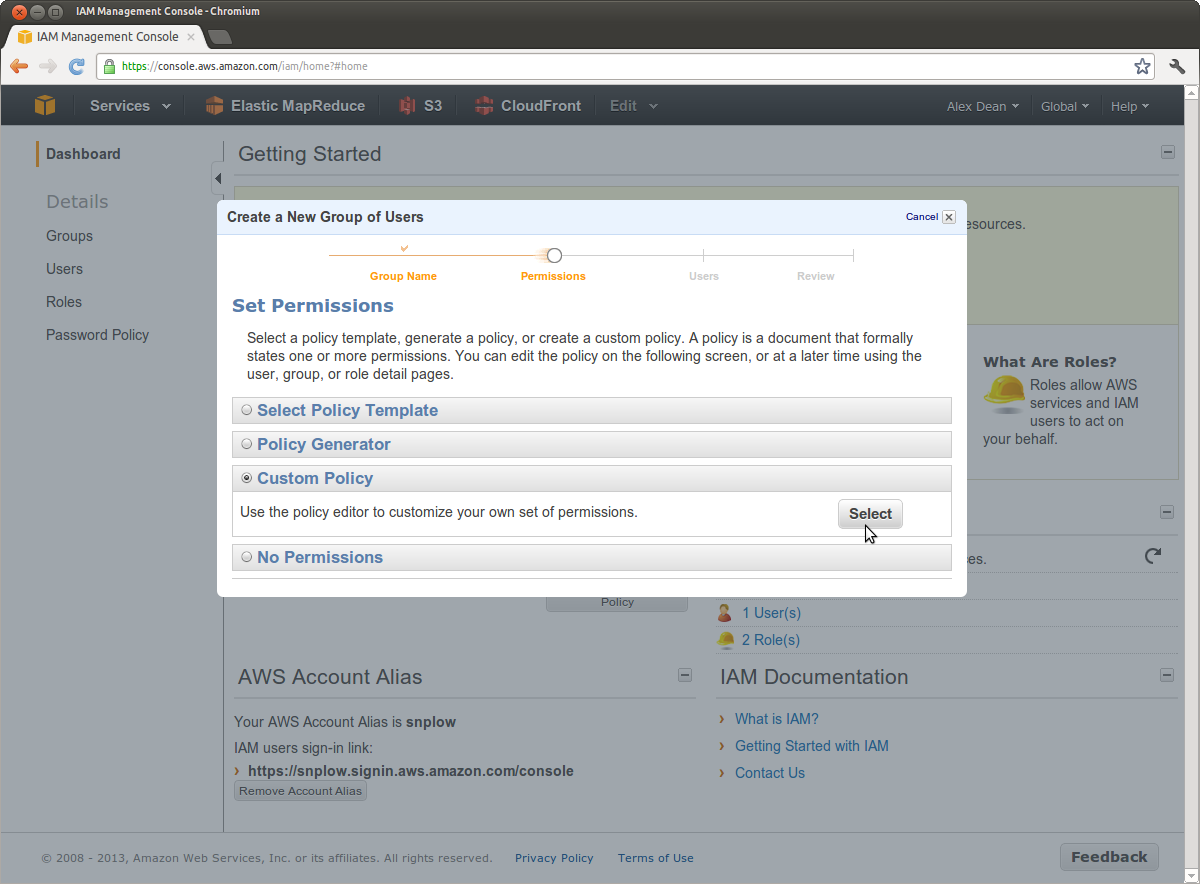 IAM Management Console - Chromium
IAM Management Console
https://console.aws.amazon.com/iam/home?#home
Services
Elastic MapReduce
S3
CloudFront
Edit
Alex Dean
Global
Help
Dashboard
Details
Groups
Users
Roles
Password Policy
Getting Started
esources.
Create a New Group of Users
Cancel
Group Name
Permissions
Users
Review
Set Permissions
Select a policy template, generate a policy, or create a custom policy. A policy is a document that formally
states one or more permissions. You can edit the policy on the following screen, or at a later time using the
user, group, or role detail pages.
Select Policy Template
Policy Generator
Custom Policy
Use the policy editor to customize your own set of permissions.
Select
No Permissions
What Are Roles?
Roles allow AWS
services and IAM
users to act on
your behalf.
es.
Policy
1 User(s)
2 Role(s)
AWS Account Alias
Your AWS Account Alias is snplow
IAM users sign-in link:
https://snplow.signin.aws.amazon.com/console
Remove Account Alias
IAM Documentation
What is IAM?
Getting Started with IAM
Contact Us
© 2008 - 2013, Amazon Web Services, Inc. or its affiliates. All rights reserved.
Privacy Policy
Terms of Use
Feedback